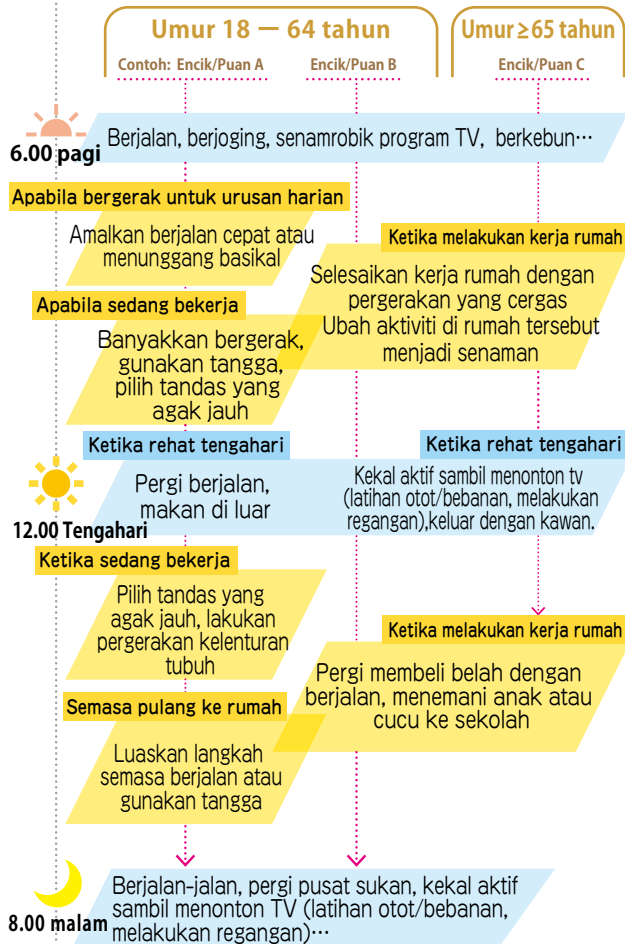 Umur 18 — 64 tahun
Umur ≥ 65 tahun
Contoh: Encik/Puan A
Encik/Puan B
Encik/Puan C
6.00 pagi
Berjalan, berjoging, senamrobik program TV, berkebun…
Apabila bergerak untuk urusan harian
Amalkan berjalan cepat atau
menunggang basikal
Ketika melakukan kerja rumah
Selesaikan kerja rumah dengan
pergerakan yang cergas
Ubah aktiviti di rumah tersebut
menjadi senaman
Apabila sedang bekerja
Banyakkan bergerak,
gunakan tangga,
pilih tandas yang
agak jauh
Ketika rehat tengahari
Pergi berjalan,
makan di luar
Ketika rehat tengahari
Kekal aktif sambil menonton tv
(latihan otot/bebanan, melakukan
regangan),keluar dengan kawan.
12.00 Tengahari
Ketika sedang bekerja
Pilih tandas yang
agak jauh, lakukan
pergerakan kelenturan
tubuh
Ketika melakukan kerja rumah
Pergi membeli belah dengan
berjalan, menemani anak atau
cucu ke sekolah
Semasa pulang ke rumah
Luaskan langkah
semasa berjalan atau
gunakan tangga
8.00 malam
Berjalan-jalan, pergi pusat sukan, kekal aktif
sambil menonton TV (latihan otot/bebanan,
melakukan regangan)…